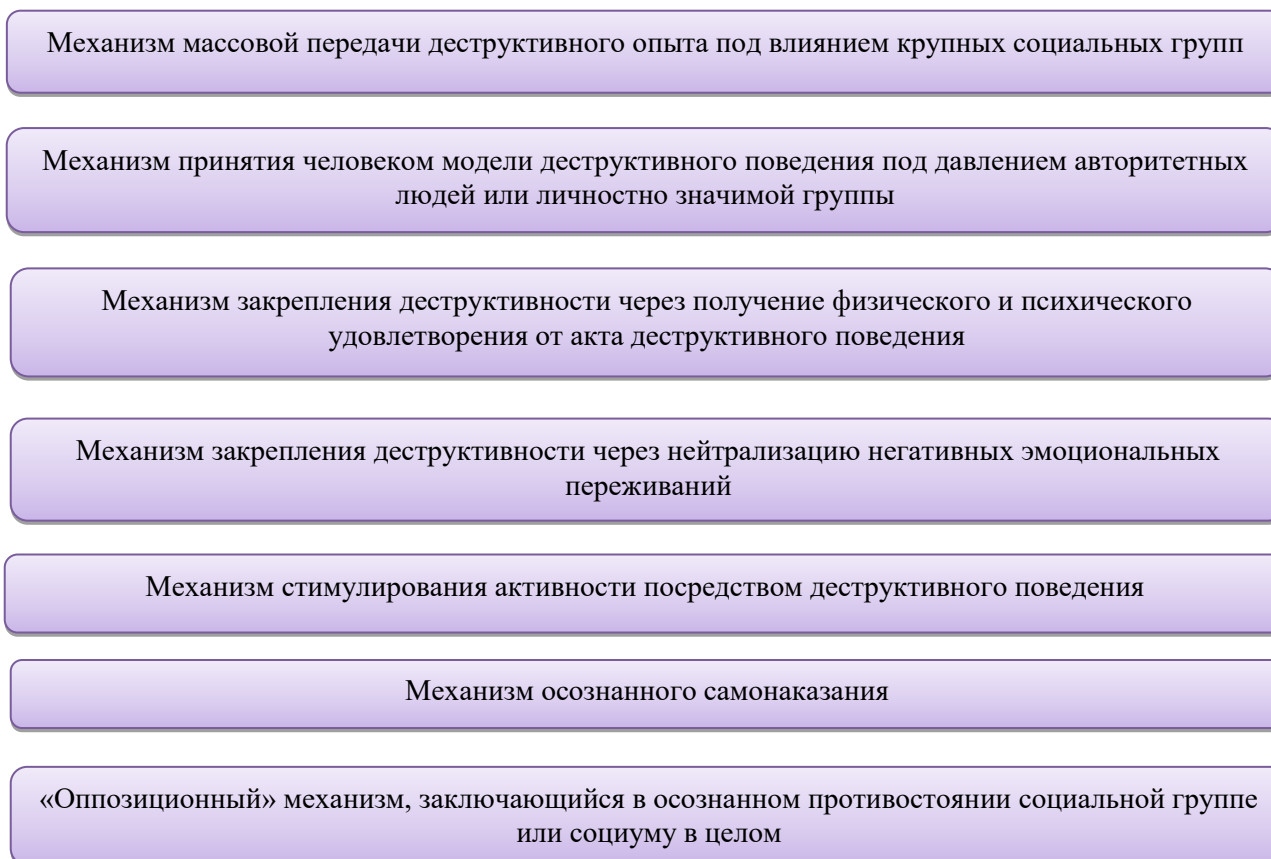 Механизм массовой передачи деструктивного опыта под влиянием крупных социальных групп
Механизм принятия человеком модели деструктивного поведения под давлением авторитетных
людей или личностно значимой группы
Механизм закрепления деструктивности через получение физического и психического
удовлетворения от акта деструктивного поведения
Механизм закрепления деструктивности через нейтрализацию негативных эмоциональных
переживаний
Механизм стимулирования активности посредством деструктивного поведения
Механизм осознанного самонаказания
«Оппозиционный» механизм, заключающийся в осознанном противостоянии социальной группе
или социуму в целом